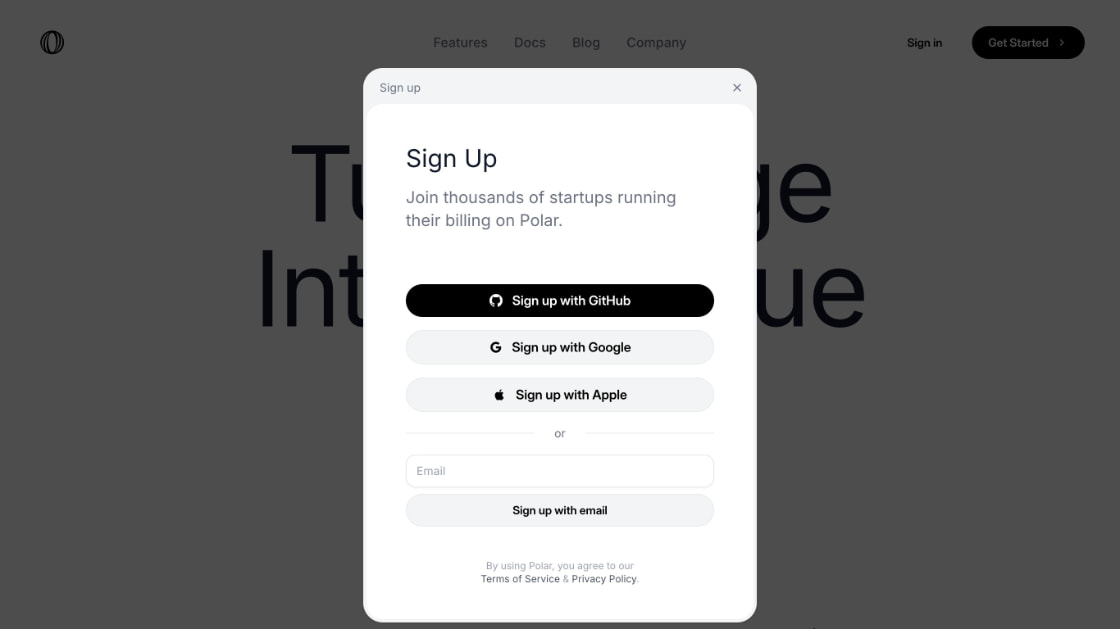 Features Docs Blog Company Sign in Get Started
Sign up
Sign Up
Join thousands of startups running
their billing on Polar.
Sign up with GitHub
Sign up with Google
Sign up with Apple
or
Email
Sign up with email
By using Polar, you agree to our
Terms of Service & Privacy Policy.